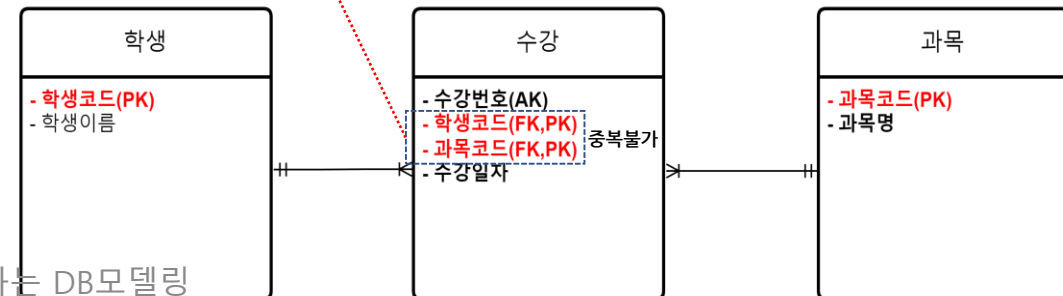 학생
- 학생코드(PK)
- 학생이름
수강
- 수강번호(AK)
- 학생코드(FK,PK)
- 과목코드(FK,PK)
중복불가
- 수강일자
과목
- 과목코드(PK)
- 과목명
하는 DB모델링